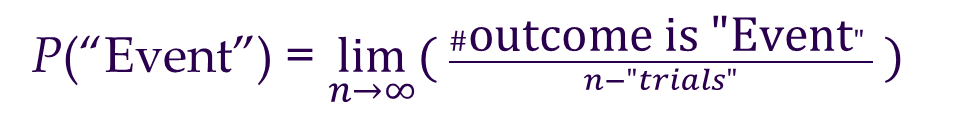 P(“Event”) = lim n→∞ ( #outcome is "Event" / n−"trials" )